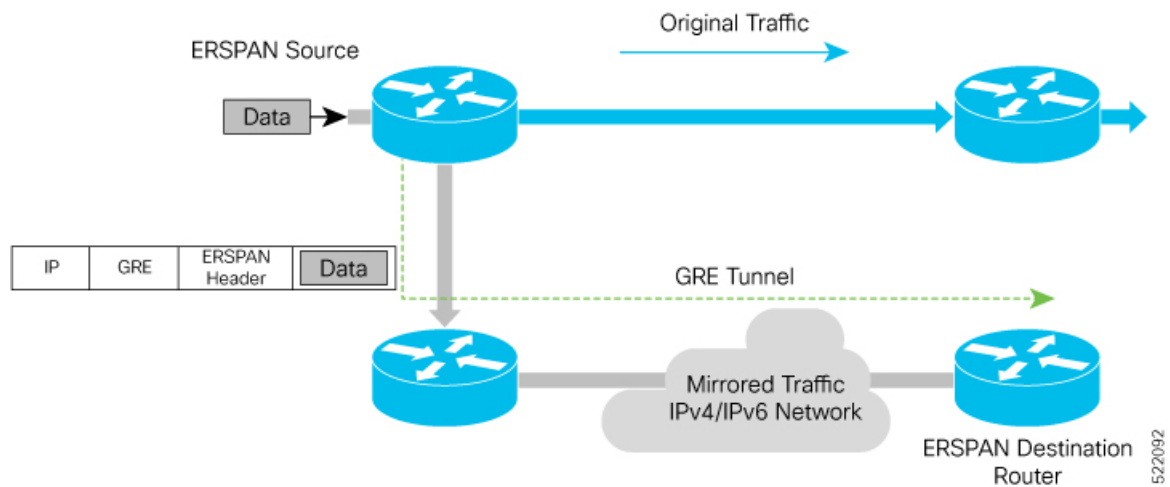 Original Traffic
ERSPAN Source
Data
IP
GRE
ERSPAN
Header
Data
GRE Tunnel
Mirrored Traffic
IPv4/IPv6 Network
ERSPAN Destination
Router
522092